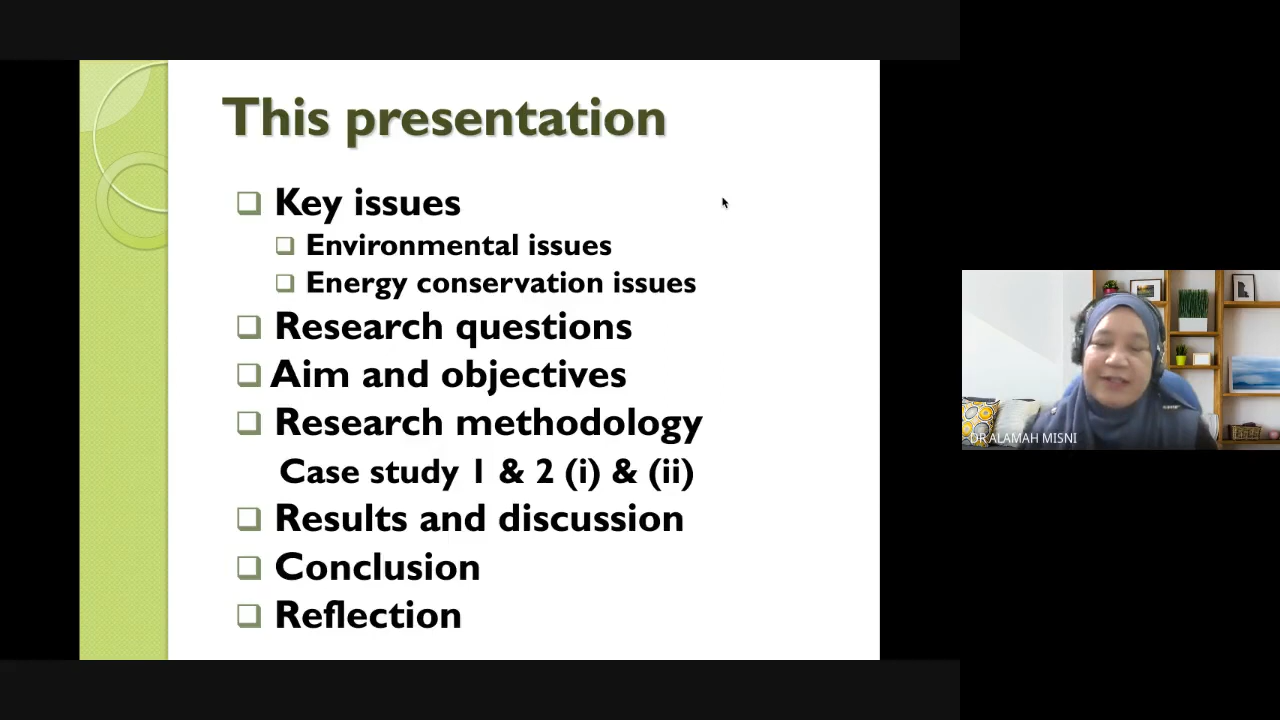 This presentation
Key issues
Environmental issues
Energy conservation issues
Research questions
Aim and objectives
Research methodology
Case study 1 & 2 (i) & (ii)
Results and discussion
Conclusion
Reflection
DR ALAMAH MISNI